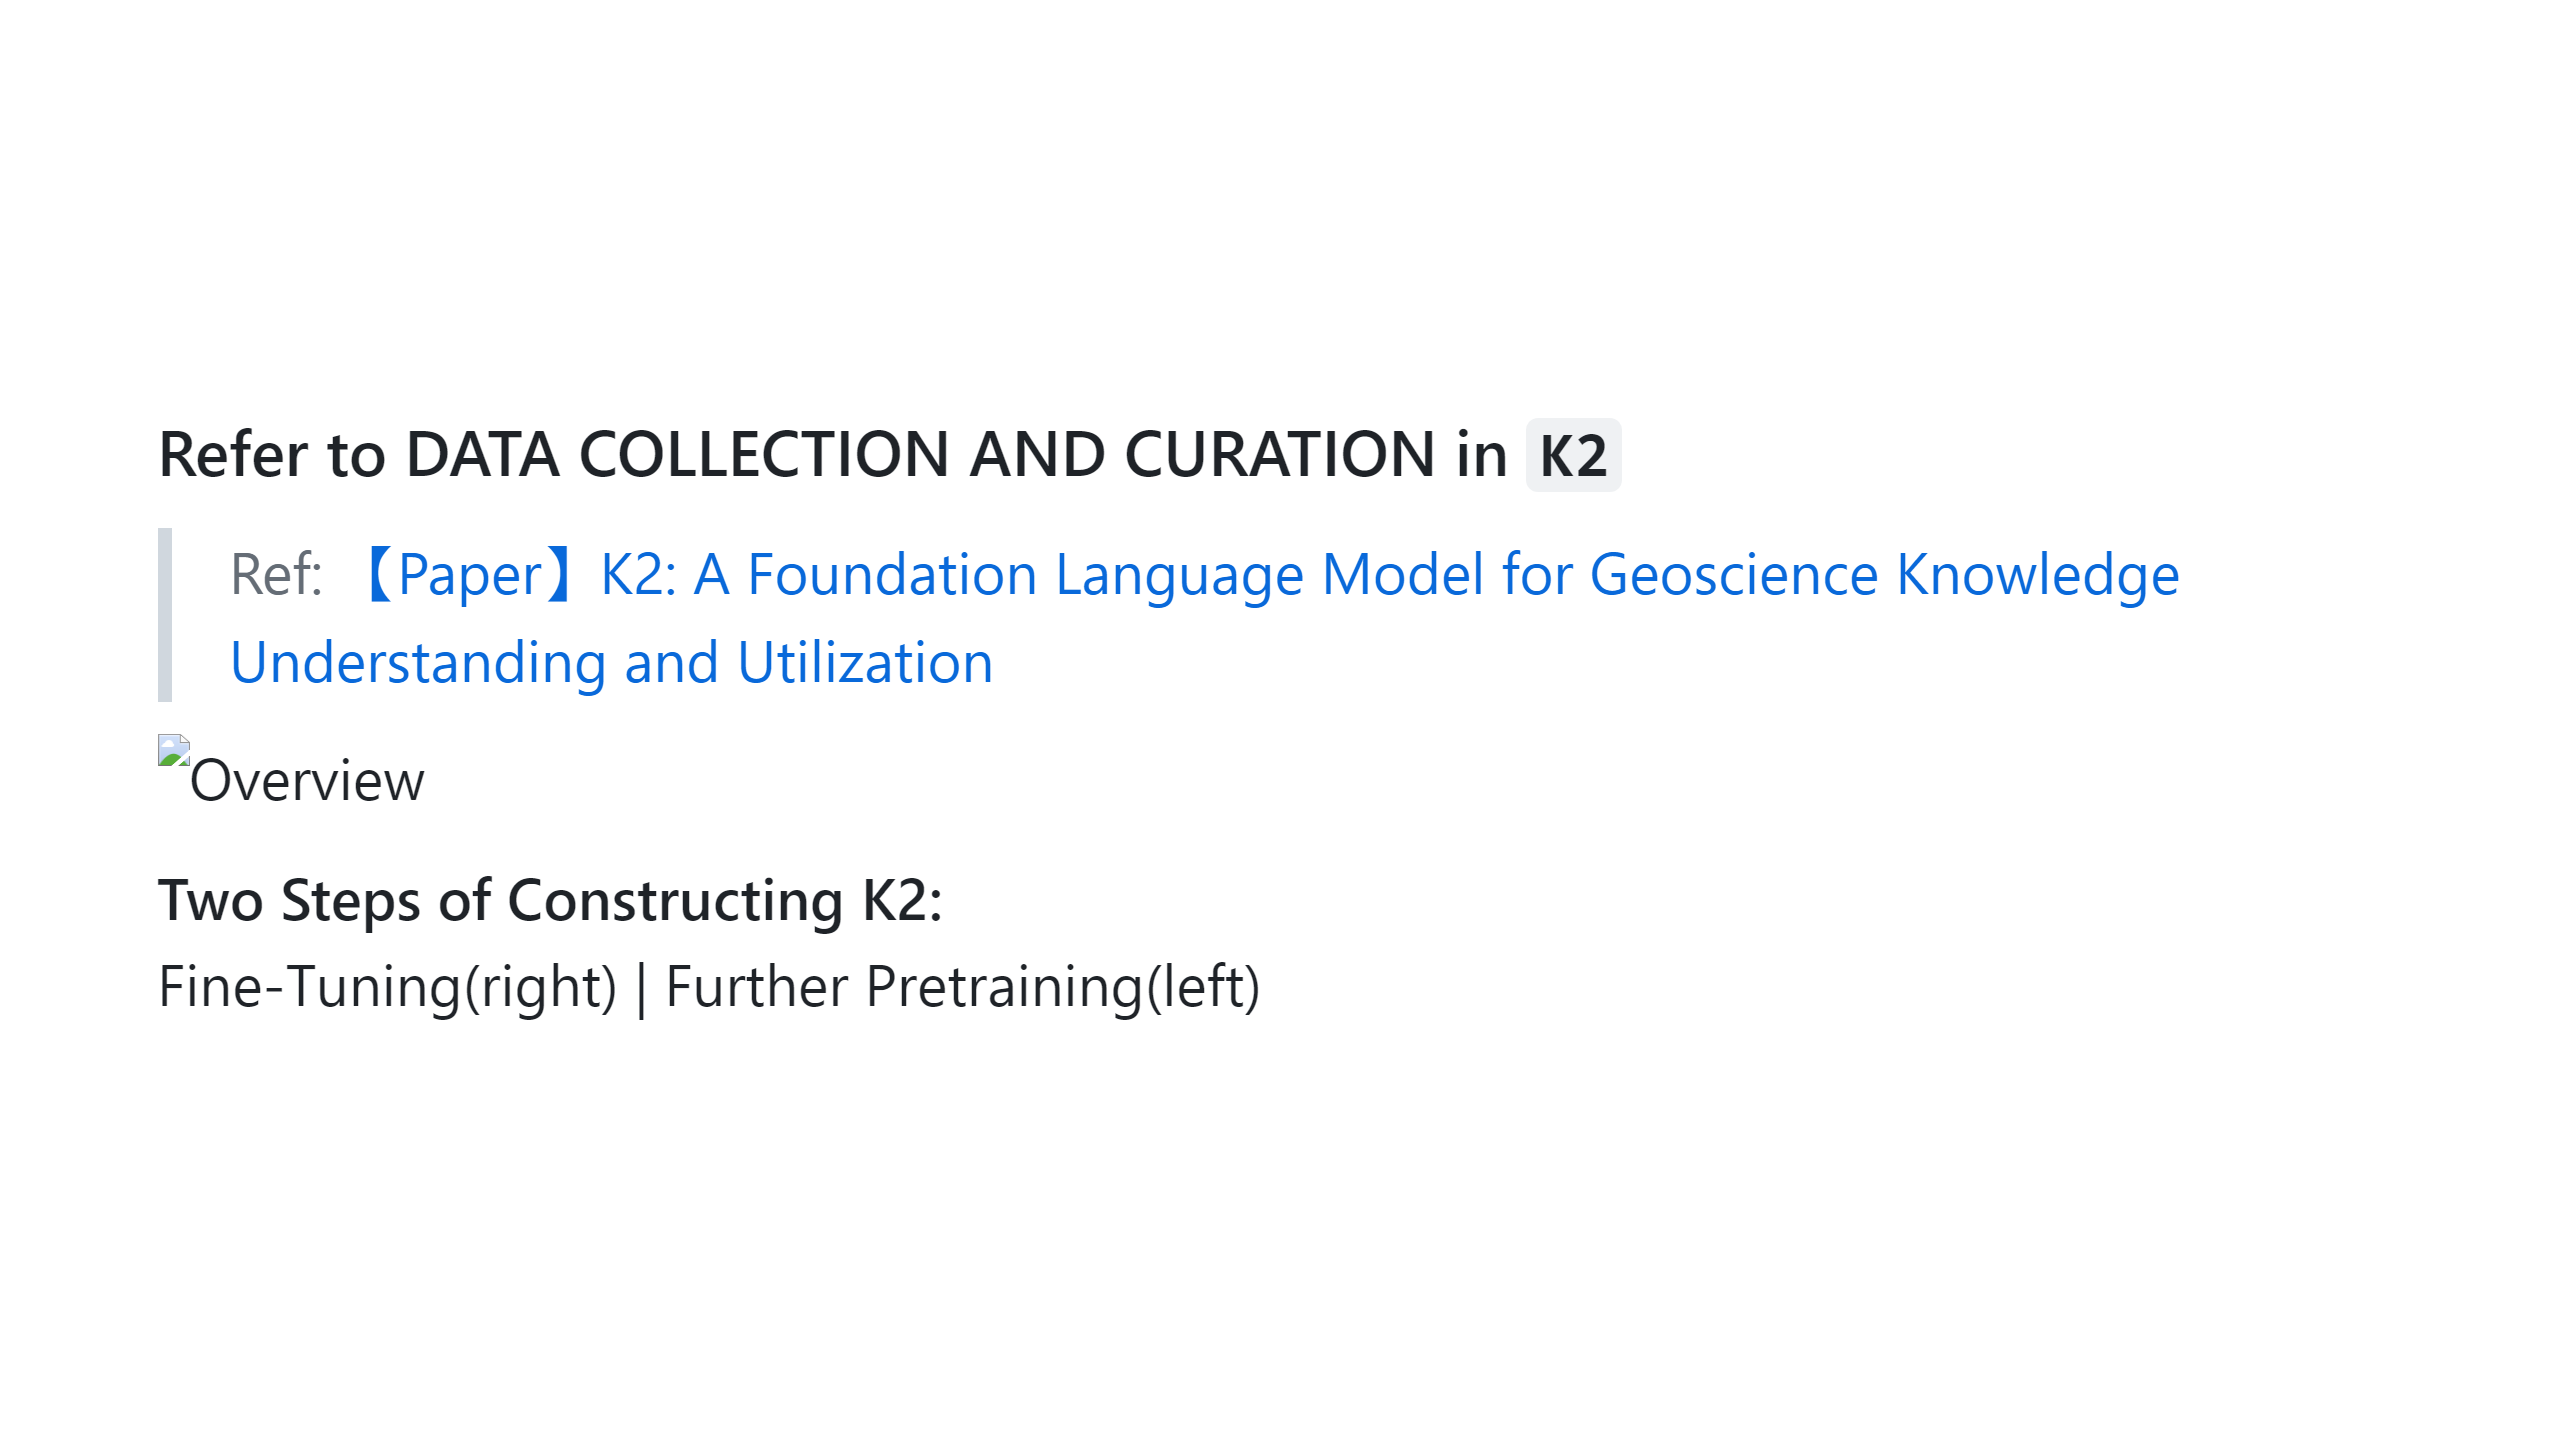 Refer to DATA COLLECTION AND CURATION in K2
Ref: 【Paper】K2: A Foundation Language Model for Geoscience Knowledge
Understanding and Utilization
Overview
Two Steps of Constructing K2:
Fine-Tuning(right) | Further Pretraining(left)